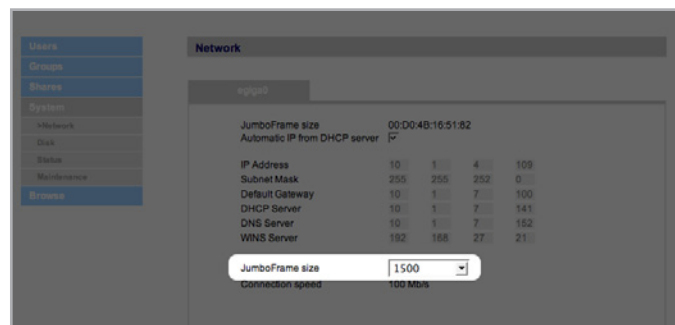 Users
Groups
Shares
System
>Network
Disk
Status
Maintenance
Browse
Network
egiga0
JumboFrame size 00:D0:4B:16:51:82
Automatic IP from DHCP server
IP Address 10 1 4 109
Subnet Mask 255 255 252 0
Default Gateway 10 1 7 100
DHCP Server 10 1 7 141
DNS Server 10 1 7 152
WINS Server 192 168 27 21
JumboFrame size 1500
Connection speed 100 Mb/s